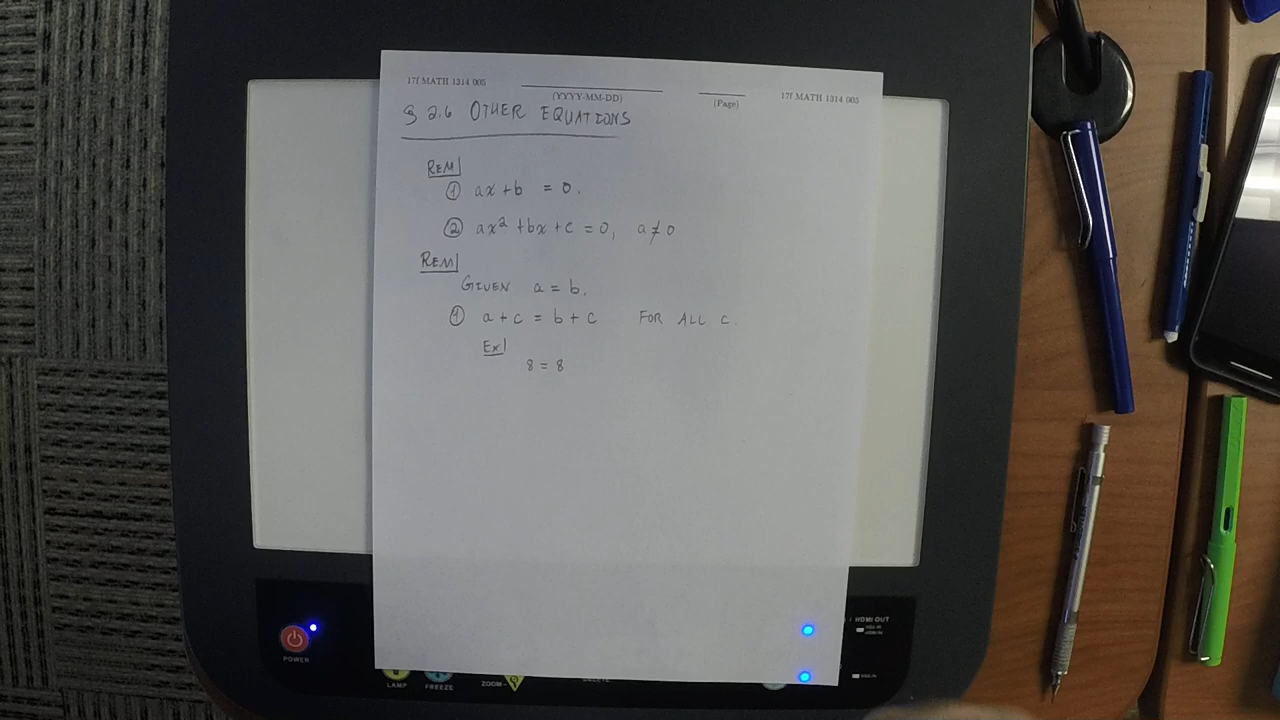 17f MATH 1314 005
(YYYY-MM-DD)
(Page)
17f MATH 1314 005
§ 2.6 OTHER EQUATIONS
REM
① ax + b = 0.
② ax² + bx + c = 0, a ≠ 0
REM
GIVEN a = b.
① a + c = b + c FOR ALL c.
Ex
8 = 8
POWER
LAMP
FREEZE
ZOOM-
/ HDMI OUT